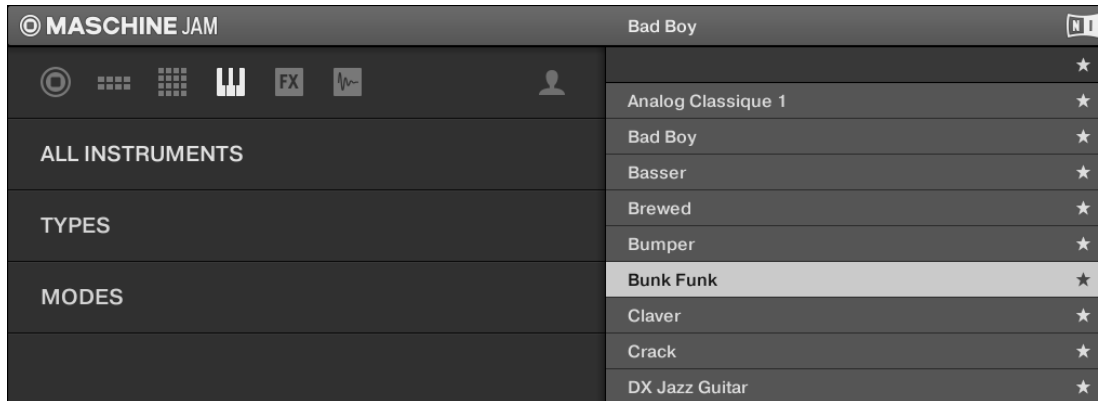 MASCHINE JAM
Bad Boy
NI
FX
ALL INSTRUMENTS
TYPES
MODES
Analog Classique 1
Bad Boy
Basser
Brewed
Bumper
Bunk Funk
Claver
Crack
DX Jazz Guitar